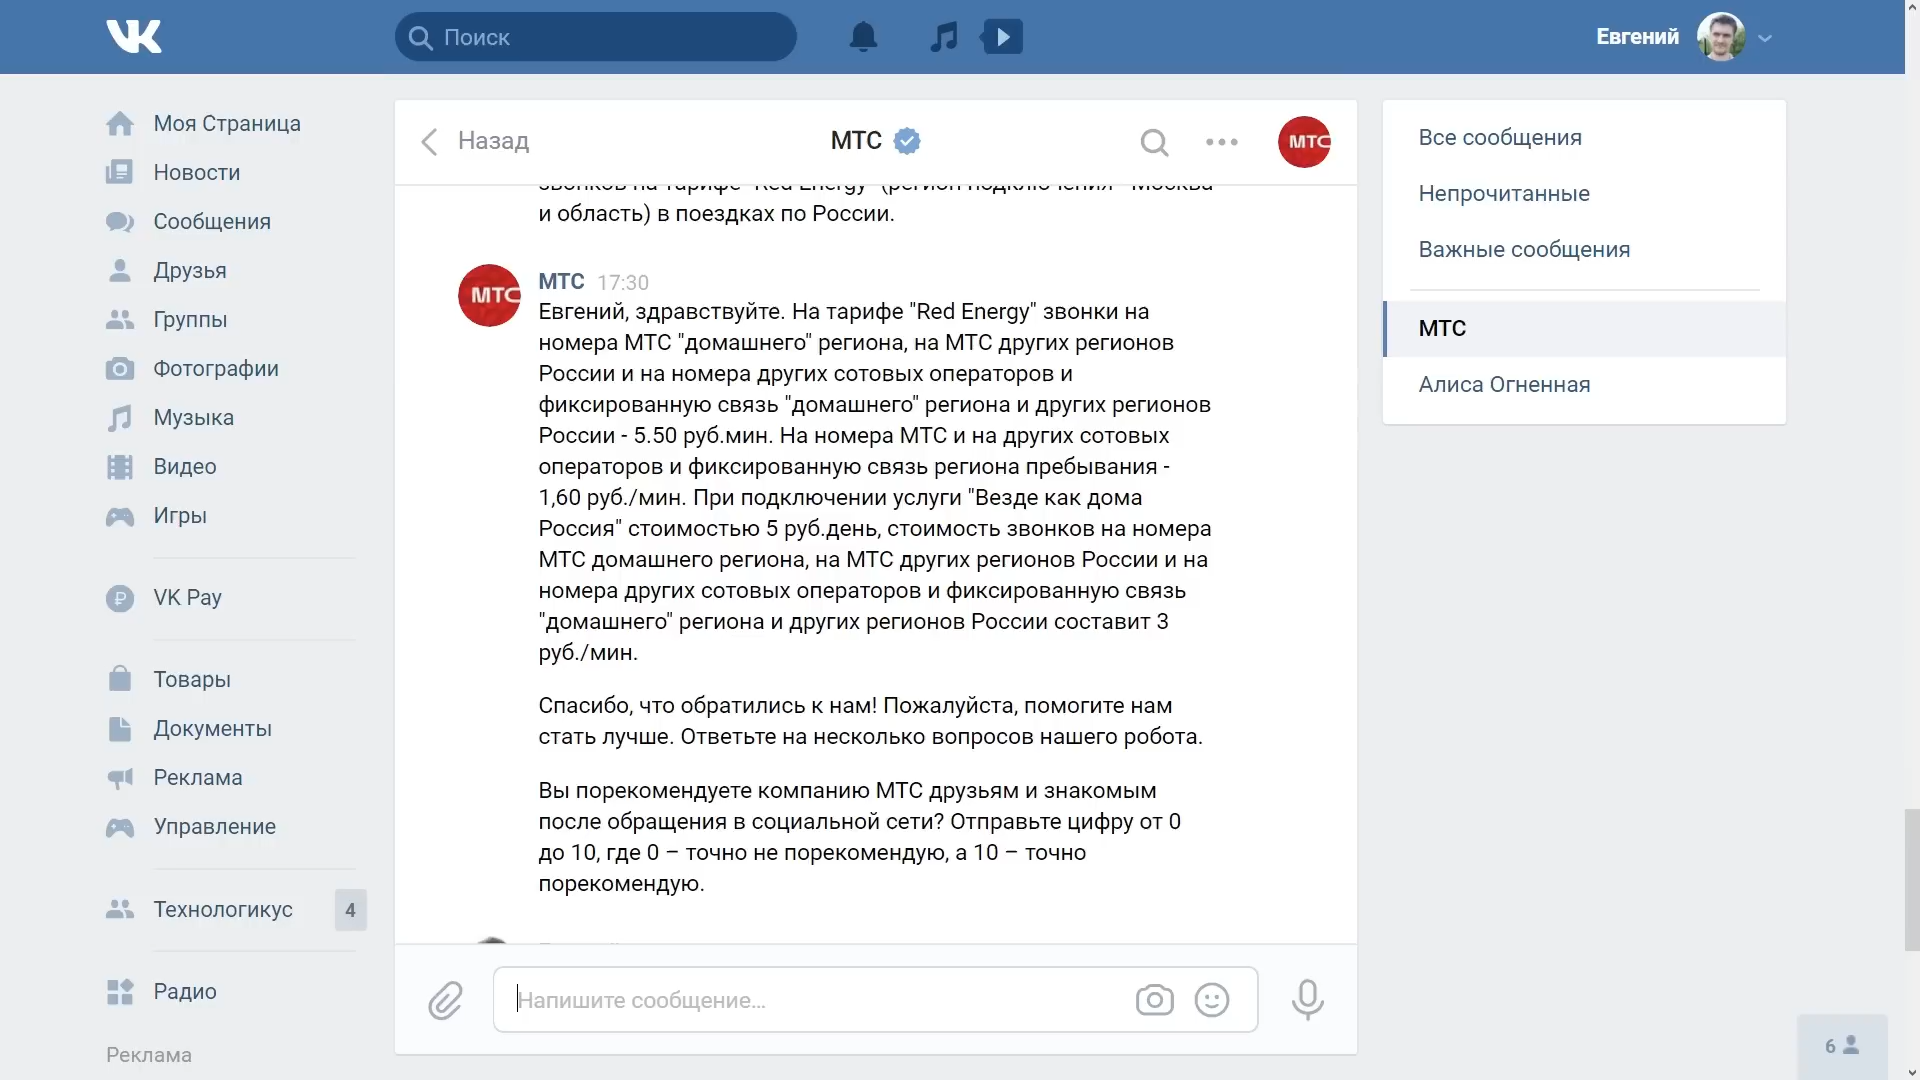 Поиск
Евгений
Моя Страница
Новости
Сообщения
Друзья
Группы
Фотографии
Музыка
Видео
Игры
VK Pay
Товары
Документы
Реклама
Управление
Технологикус 4
Радио
Реклама
Назад
МТС
МТС
звонков на тарифе "Red Energy" (регион подключения - Москва
и область) в поездках по России.
МТС
МТС 17:30
Евгений, здравствуйте. На тарифе "Red Energy" звонки на
номера МТС "домашнего" региона, на МТС других регионов
России и на номера других сотовых операторов и
фиксированную связь "домашнего" региона и других регионов
России - 5.50 руб.мин. На номера МТС и на других сотовых
операторов и фиксированную связь региона пребывания -
1,60 руб./мин. При подключении услуги "Везде как дома
Россия" стоимостью 5 руб.день, стоимость звонков на номера
МТС домашнего региона, на МТС других регионов России и на
номера других сотовых операторов и фиксированную связь
"домашнего" региона и других регионов России составит 3
руб./мин.
Спасибо, что обратились к нам! Пожалуйста, помогите нам
стать лучше. Ответьте на несколько вопросов нашего робота.
Вы порекомендуете компанию МТС друзьям и знакомым
после обращения в социальной сети? Отправьте цифру от 0
до 10, где 0 – точно не порекомендую, а 10 – точно
порекомендую.
Напишите сообщение...
Все сообщения
Непрочитанные
Важные сообщения
МТС
Алиса Огненная
6